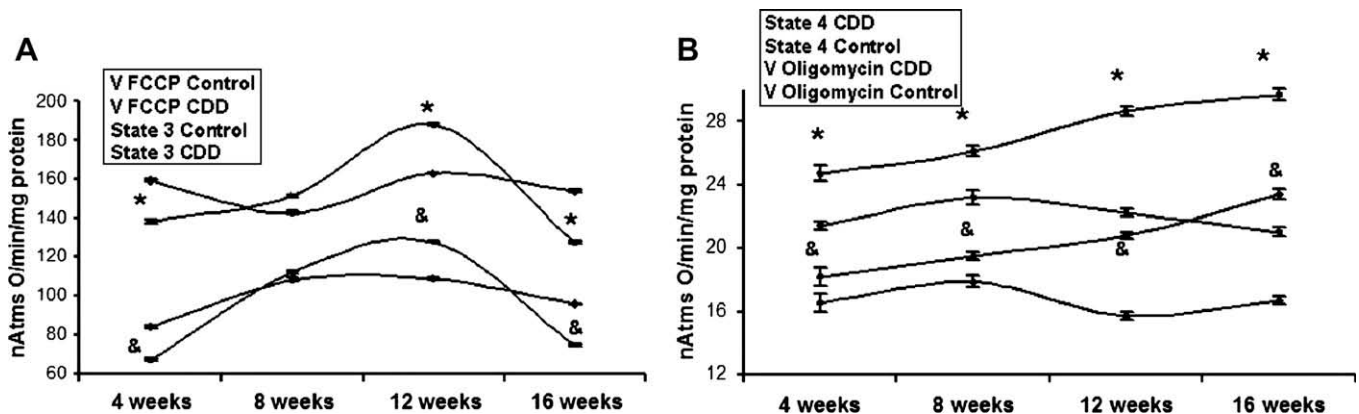 A
V FCCP Control
V FCCP CDD
State 3 Control
State 3 CDD
nAtms O/min/mg protein
200
180
160
140
120
100
80
60
*
*
*
&
&
&
4 weeks 8 weeks 12 weeks 16 weeks
B
State 4 CDD
State 4 Control
V Oligomycin CDD
V Oligomycin Control
nAtms O/min/mg protein
28
24
20
16
12
*
*
*
*
&
&
&
&
4 weeks 8 weeks 12 weeks 16 weeks